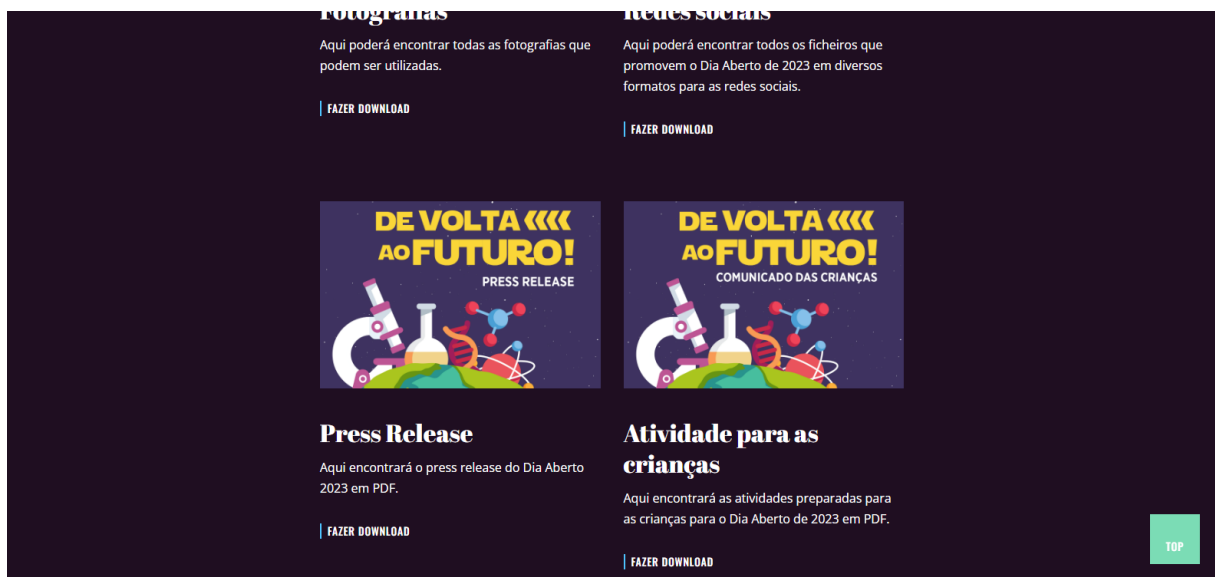 Fotografias
Aqui poderá encontrar todas as fotografias que
podem ser utilizadas.
FAZER DOWNLOAD
Redes sociais
Aqui poderá encontrar todos os ficheiros que
promovem o Dia Aberto de 2023 em diversos
formatos para as redes sociais.
FAZER DOWNLOAD
DE VOLTA
AO FUTURO!
PRESS RELEASE
Press Release
Aqui encontrará o press release do Dia Aberto
2023 em PDF.
FAZER DOWNLOAD
DE VOLTA
AO FUTURO!
COMUNICADO DAS CRIANÇAS
Atividade para as
crianças
Aqui encontrará as atividades preparadas para
as crianças para o Dia Aberto de 2023 em PDF.
FAZER DOWNLOAD
TOP